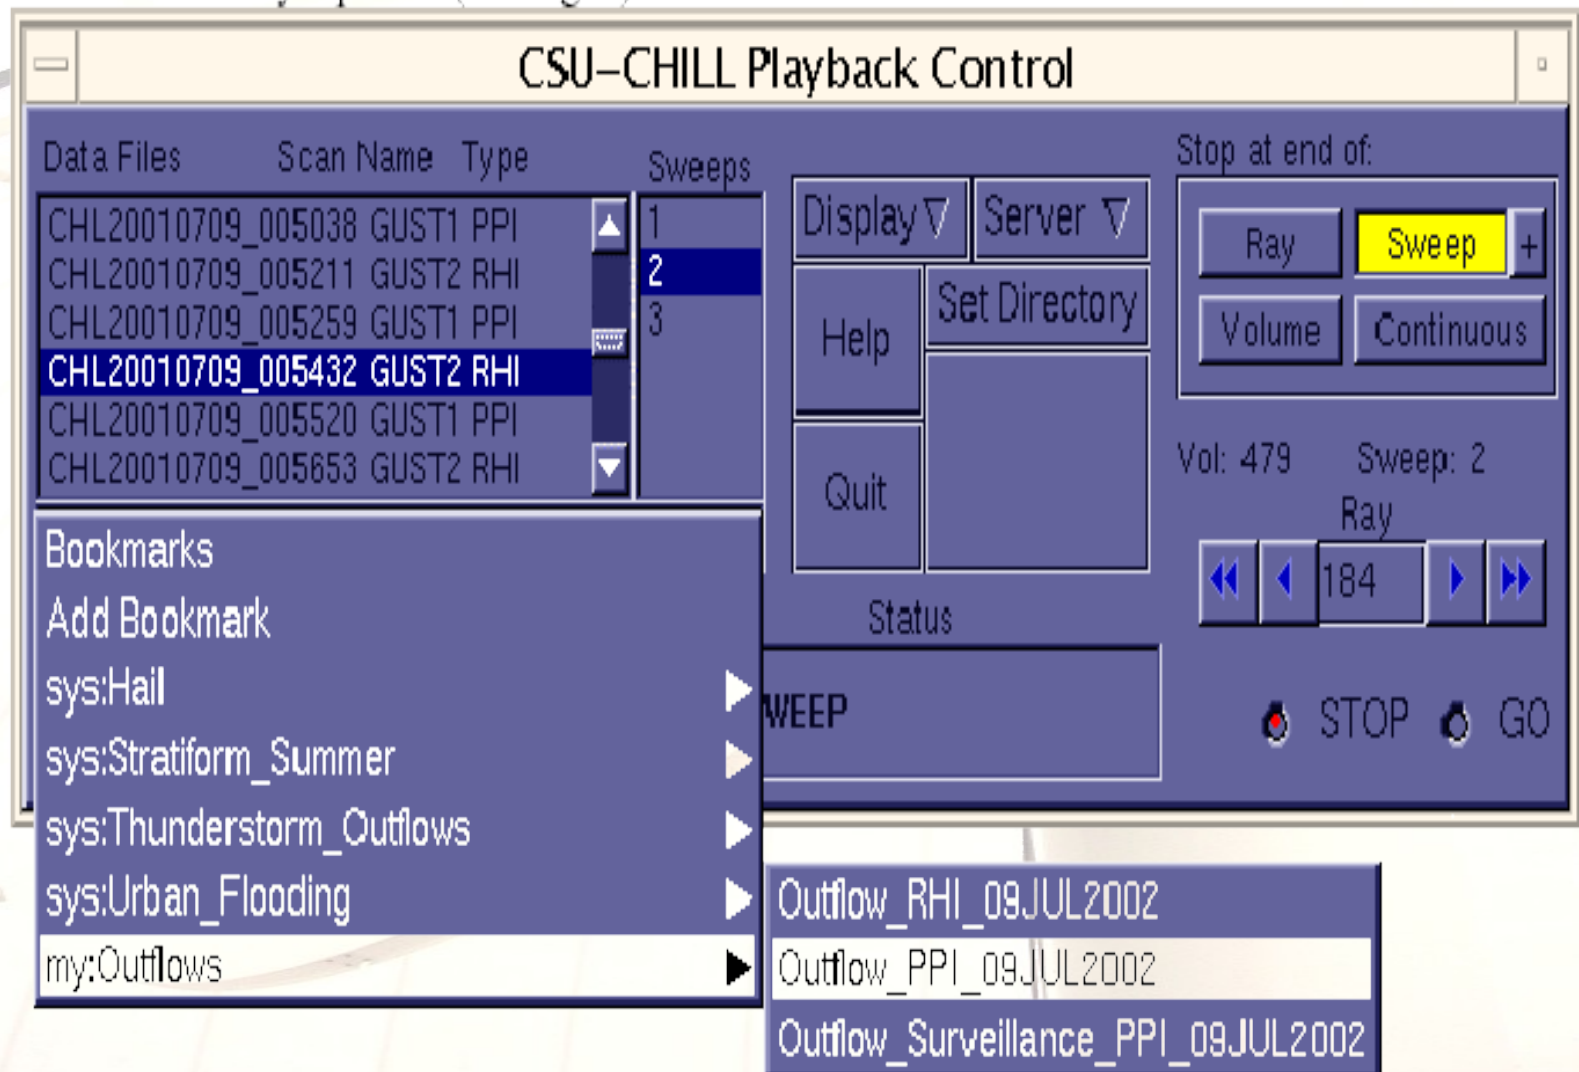 CSU-CHILL Playback Control
Data Files Scan Name Type
CHL20010709_005038 GUST1 PPI
CHL20010709_005211 GUST2 RHI
CHL20010709_005259 GUST1 PPI
CHL20010709_005432 GUST2 RHI
CHL20010709_005520 GUST1 PPI
CHL20010709_005653 GUST2 RHI
Sweeps
1
2
3
Display
Server
Help
Set Directory
Quit
Stop at end of:
Ray
Sweep
+
Volume
Continuous
Vol: 479 Sweep: 2
Ray
184
Status
WEEP
STOP
GO
Bookmarks
Add Bookmark
sys:Hail
sys:Stratiform_Summer
sys:Thunderstorm_Outflows
sys:Urban_Flooding
my:Outflows
Outflow_RHI_09JUL2002
Outflow_PPI_09JUL2002
Outflow_Surveillance_PPI_09JUL2002